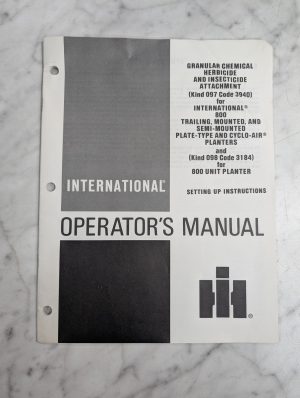 GRANULAR CHEMICAL
HERBICIDE
AND INSECTICIDE
ATTACHMENT
(Kind 097 Code 3940)
for
INTERNATIONAL®
800
TRAILING, MOUNTED, AND
SEMI-MOUNTED
PLATE-TYPE AND CYCLO-AIR®
PLANTERS
and
(Kind 098 Code 3184)
for
800 UNIT PLANTER
SETTING UP INSTRUCTIONS
INTERNATIONAL®
OPERATOR'S MANUAL
IH®